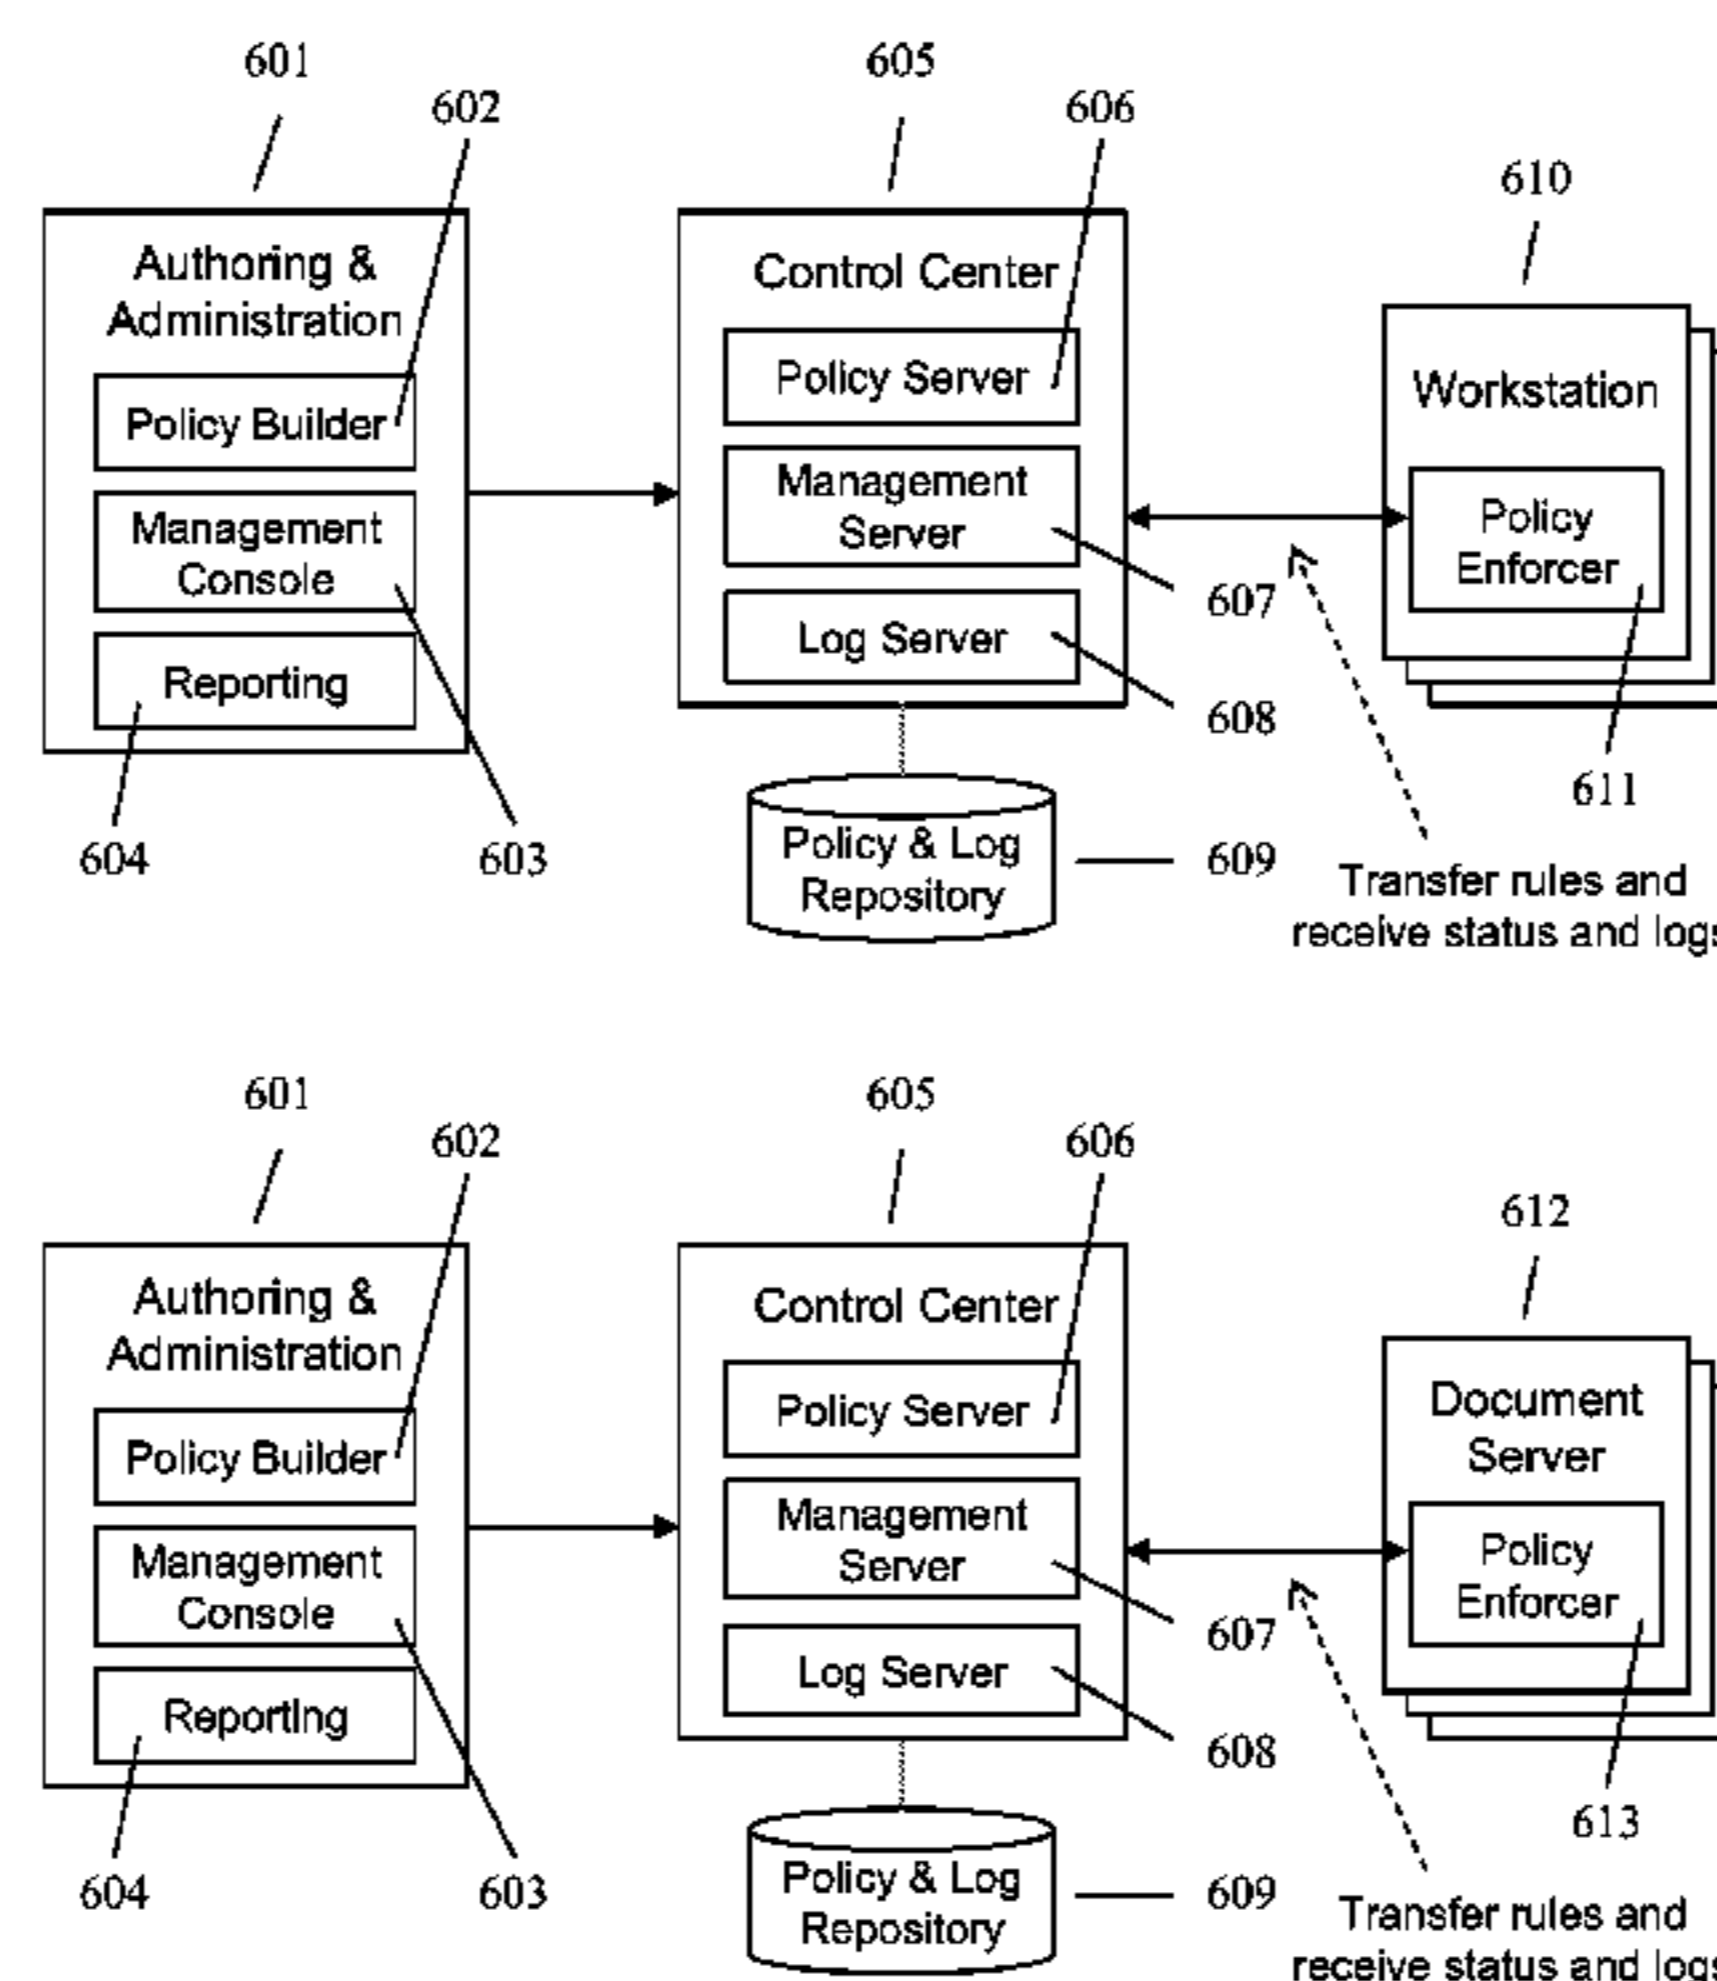 601
605
602
606
610
Authoring &
Administration
Control Center
Policy Builder
Policy Server
Workstation
Management
Console
Management
Server
Policy
Enforcer
607
Reporting
Log Server
608
611
604
603
Policy & Log
Repository
609
Transfer rules and
receive status and logs
601
605
602
606
612
Authoring &
Administration
Control Center
Policy Builder
Policy Server
Document
Server
Management
Console
Management
Server
Policy
Enforcer
607
Reporting
Log Server
608
613
604
603
Policy & Log
Repository
609
Transfer rules and
receive status and logs